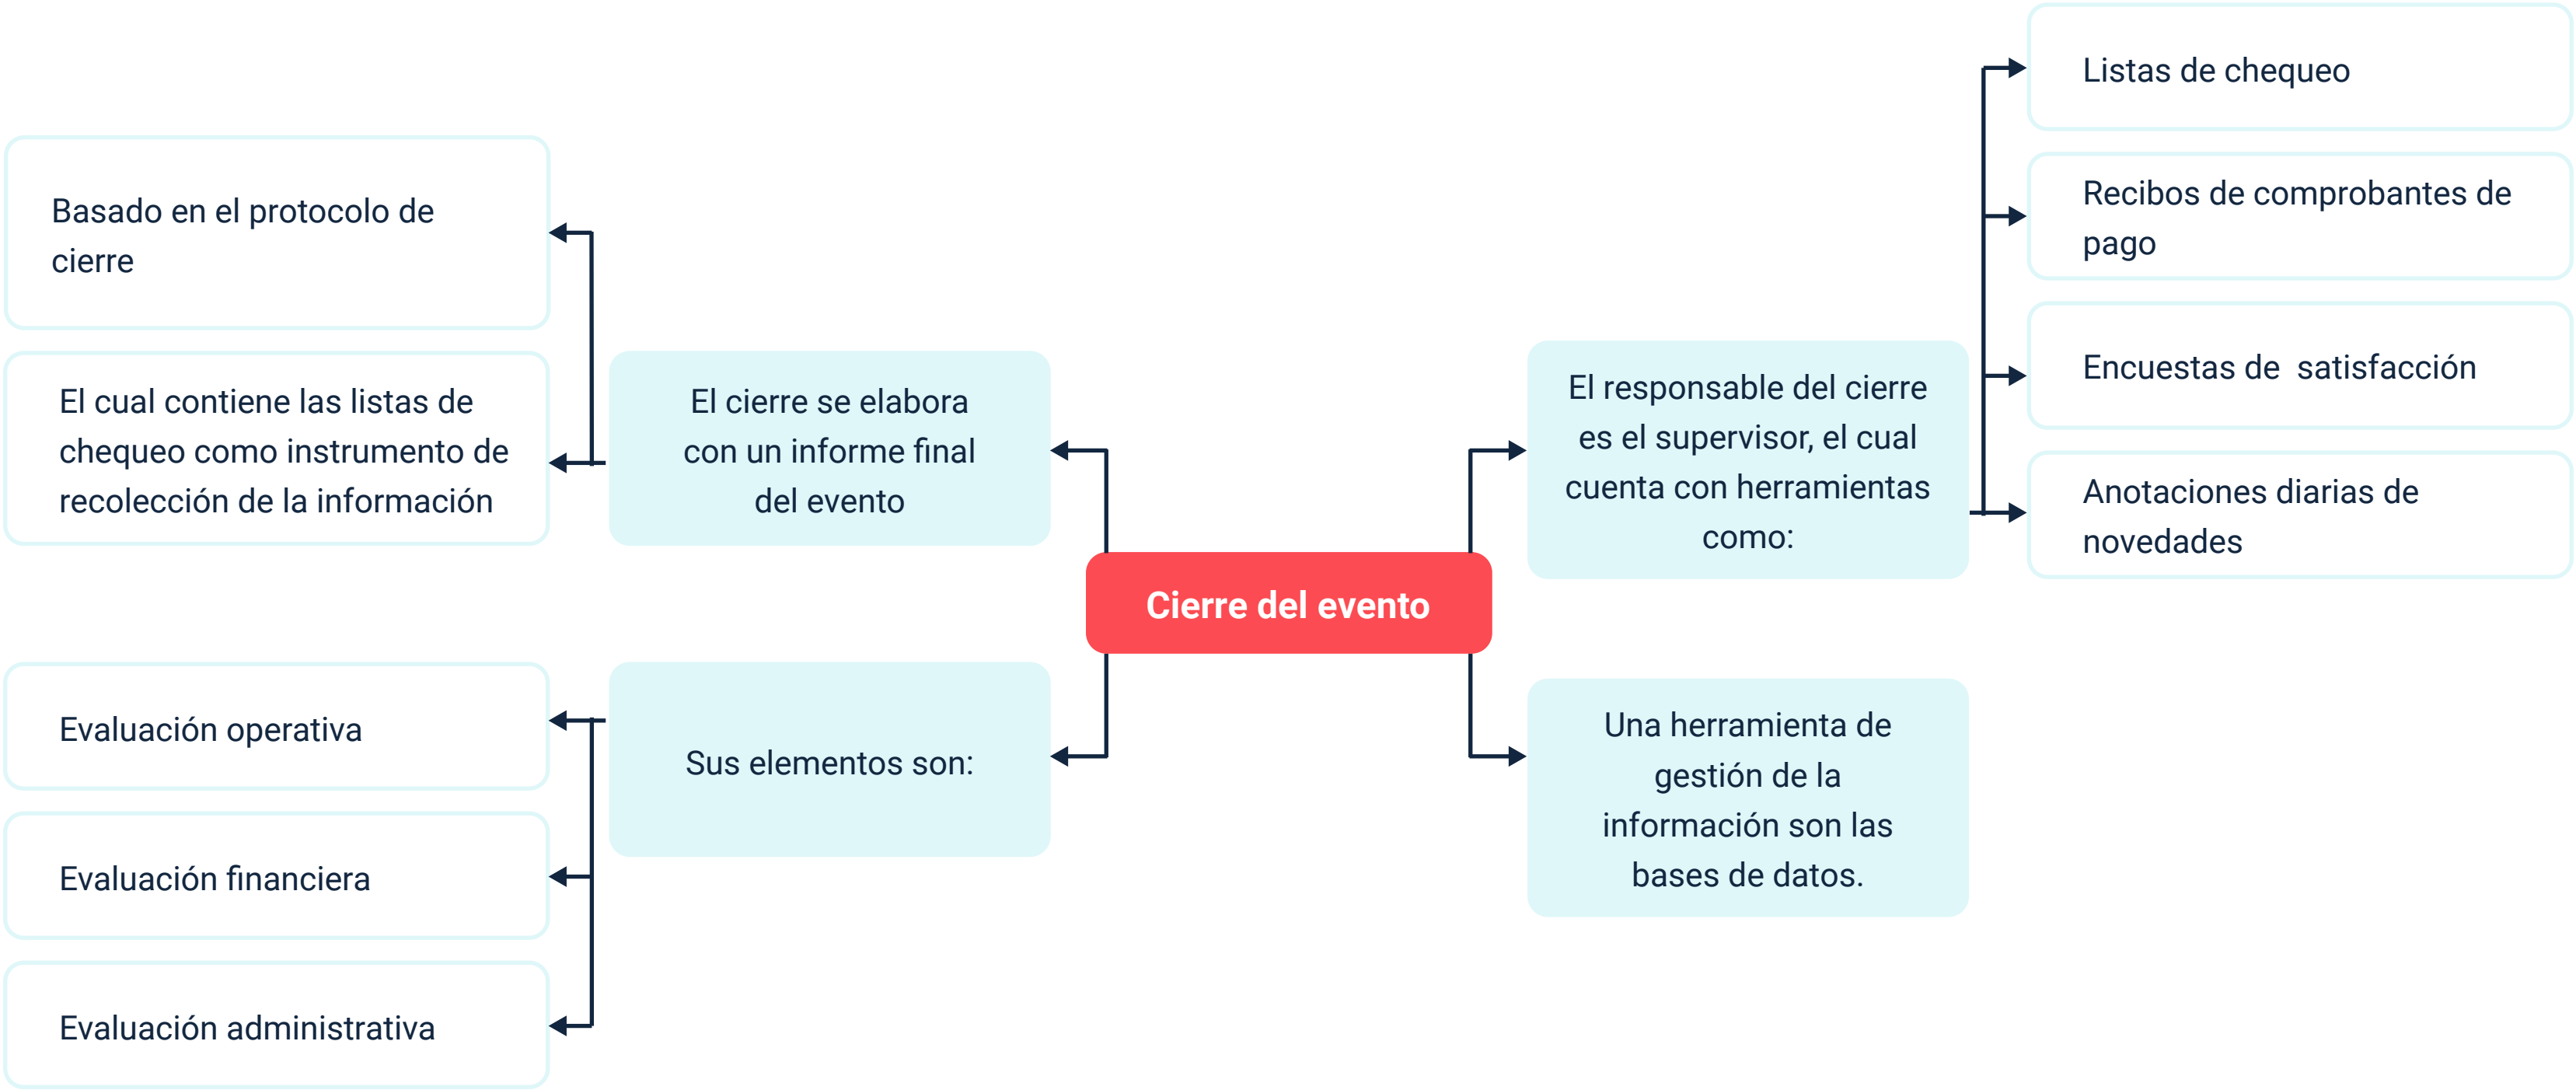 Basado en el protocolo de
cierre
El cual contiene las listas de
chequeo como instrumento de
recolección de la información
El cierre se elabora
con un informe final
del evento
Evaluación operativa
Evaluación financiera
Evaluación administrativa
Sus elementos son:
Cierre del evento
El responsable del cierre
es el supervisor, el cual
cuenta con herramientas
como:
Listas de chequeo
Recibos de comprobantes de
pago
Encuestas de  satisfacción
Anotaciones diarias de
novedades
Una herramienta de
gestión de la
información son las
bases de datos.